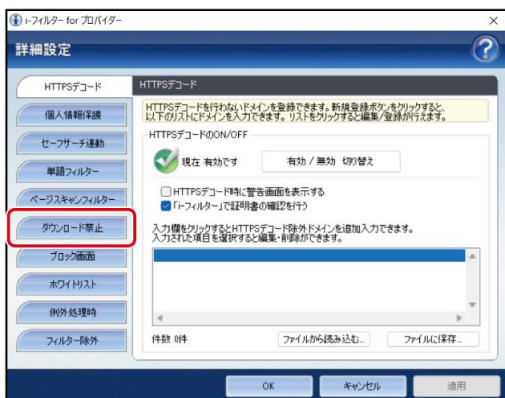 i-フィルター for プロバイダー
詳細設定
HTTPSデコード
個人情報保護
セーフサーチ連動
単語フィルター
ページスキャンフィルター
ダウンロード禁止
ブロック画面
ホワイトリスト
例外処理時
フィルター除外
HTTPSデコード
HTTPSデコードを行わないドメインを登録できます。新規登録ボタンをクリックすると、
以下のリストにドメインを入力できます。リストをクリックすると編集/登録が行えます。
HTTPSデコードのON/OFF
現在 有効です
有効 / 無効 切り替え
HTTPSデコード時に警告画面を表示する
「i-フィルター」で証明書の確認を行う
入力欄をクリックするとHTTPSデコード除外ドメインを追加入力できます。
入力された項目を選択すると編集・削除ができます。
件数 0件
ファイルから読み込む...
ファイルに保存...
OK
キャンセル
適用